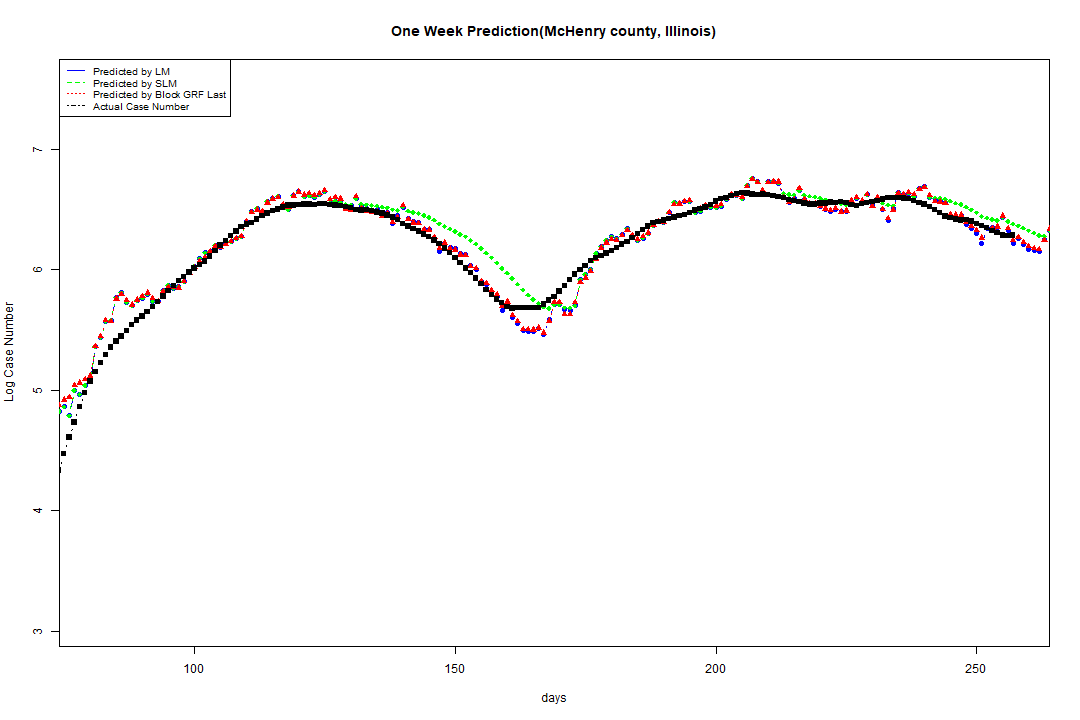 One Week Prediction(McHenry county, Illinois)
Predicted by LM
Predicted by SLM
Predicted by Block GRF Last
Actual Case Number
7
6
5
4
3
Log Case Number
100 150 200 250
days